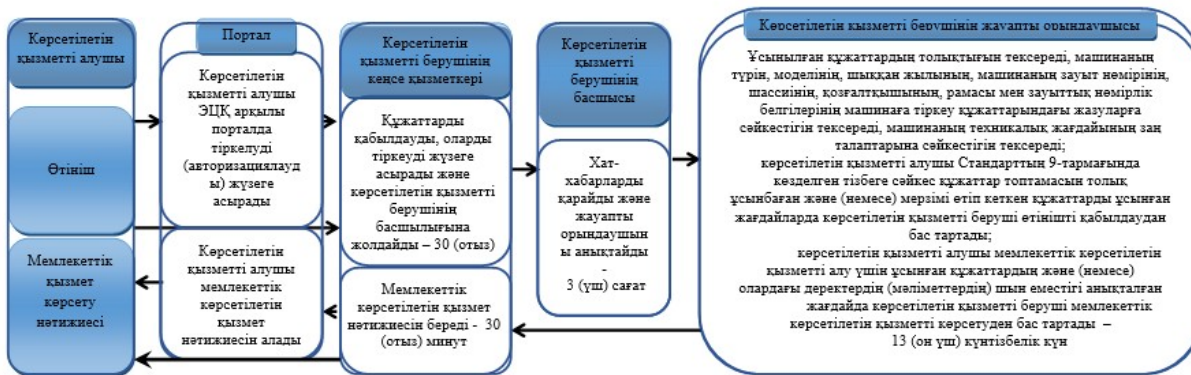 Көрсетілетін
қызметті алушы
Өтініш
Мемлекеттік
қызмет
көрсету
нәтижесі
Портал
Көрсетілетін
қызметті алушы
ЭЦҚ арқылы
порталда
тіркелуді
(авторизациялауд
ы) жүзеге
асырады
Көрсетілетін
қызметті алушы
мемлекеттік
көрсетілетін
қызмет
нәтижесін алады
Көрсетілетін
қызметті берушінің
кеңсе қызметкері
Құжаттарды
қабылдауды, оларды
тіркеуді жүзеге
асырады және
көрсетілетін қызметті
берушінің
басшылығына
жолдайды – 30 (отыз)
Мемлекеттік
көрсетілетін қызмет
нәтижесін береді - 30
(отыз) минут
Көрсетілетін
қызметті
берушінің
басшысы
Хат-
хабарларды
қарайды және
жауапты
орындаушын
ы анықтайды
-
3 (үш) сағат
Көрсетілетін қызметті берушінің жауапты орындаушысы
Ұсынылған құжаттардың толықтығын тексереді, машинаның
түрін, моделінің, шыққан жылының, машинаның зауыт нөмірінің,
шассиінің, қозғалтқышының, рамасы мен зауыттық нөмірлік
белгілерінің машинаға тіркеу құжаттарындағы жазуларға
сәйкестігін тексереді, машинаның техникалық жағдайының заң
талаптарына сәйкестігін тексереді;
көрсетілетін қызметті алушы Стандарттың 9-тармағында
көзделген тізбеге сәйкес құжаттар топтамасын толық
ұсынбаған және (немесе) мерзімі өтіп кеткен құжаттарды ұсынған
жағдайларда көрсетілетін қызметті беруші өтінішті қабылдаудан
бас тартады;
көрсетілетін қызметті алушы мемлекеттік көрсетілетін
қызметті алу үшін ұсынған құжаттардың және (немесе)
олардағы деректердің (мәліметтердің) шын еместігі анықталған
жағдайда көрсетілетін қызметті беруші мемлекеттік
көрсетілетін қызметті көрсетуден бас тартады –
13 (он үш) күнтізбелік күн